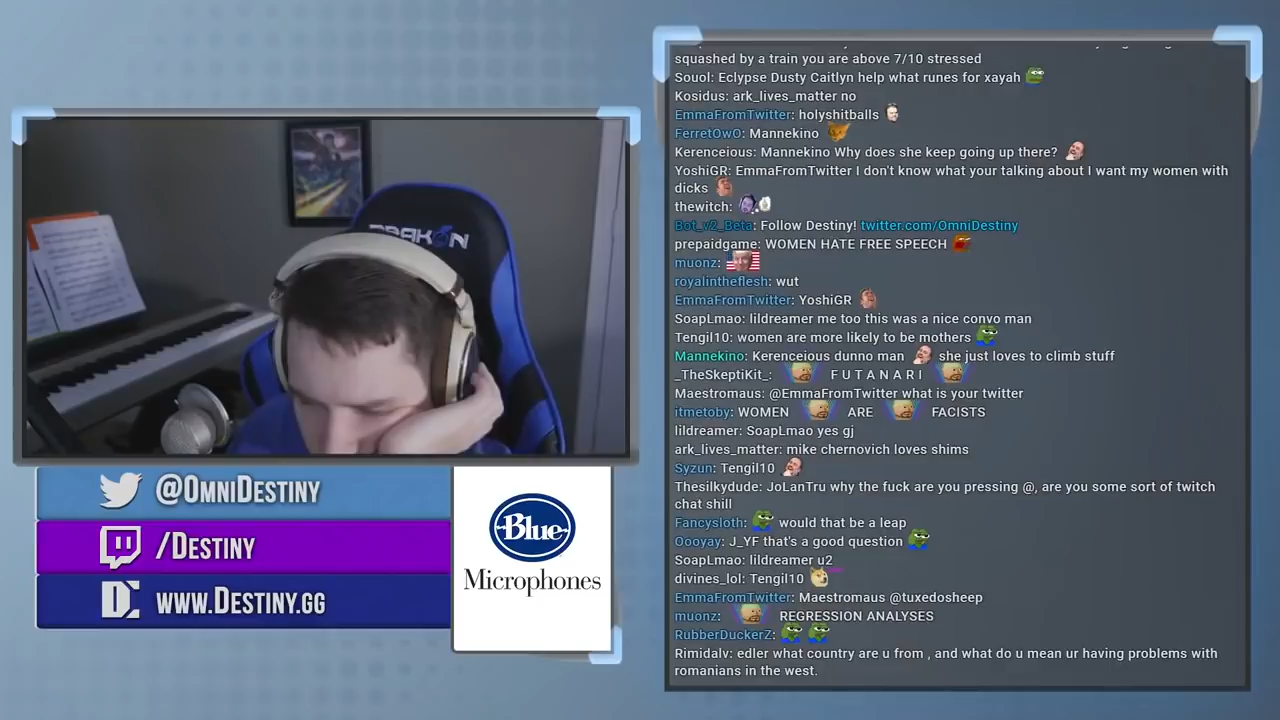 squashed by a train you are above 7/10 stressed
Souol: Eclypse Dusty Caitlyn help what runes for xayah
Kosidus: ark_lives_matter no
EmmaFromTwitter: holyshitballs
FerretOwO: Mannekino
Kerenceious: Mannekino Why does she keep going up there?
YoshiGR: EmmaFromTwitter I don't know what your talking about I want my women with
dicks
thewitch:
Bot_v2_Beta: Follow Destiny! twitter.com/OmniDestiny
prepaidgame: WOMEN HATE FREE SPEECH
muonz:
royalintheflesh: wut
EmmaFromTwitter: YoshiGR
SoapLmao: lildreamer me too this was a nice convo man
Tengil10: women are more likely to be mothers
Mannekino: Kerenceious dunno man she just loves to climb stuff
_TheSkeptiKit_: F U T A N A R I
Maestromaus: @EmmaFromTwitter what is your twitter
itmetoby: WOMEN ARE FACISTS
lildreamer: SoapLmao yes gj
ark_lives_matter: mike chernovich loves shims
Syzun: Tengil10
Thesilkydude: JoLanTru why the fuck are you pressing @, are you some sort of twitch
chat shill
Fancysloth: would that be a leap
Oooyay: J_YF that's a good question
SoapLmao: lildreamer u2
divines_lol: Tengil10
EmmaFromTwitter: Maestromaus @tuxedosheep
muonz: REGRESSION ANALYSES
RubberDuckerZ:
Rimidalv: edler what country are u from , and what do u mean ur having problems with
romanians in the west.
DRAKON
@OmniDestiny
/Destiny
www.Destiny.gg
Blue
Microphones